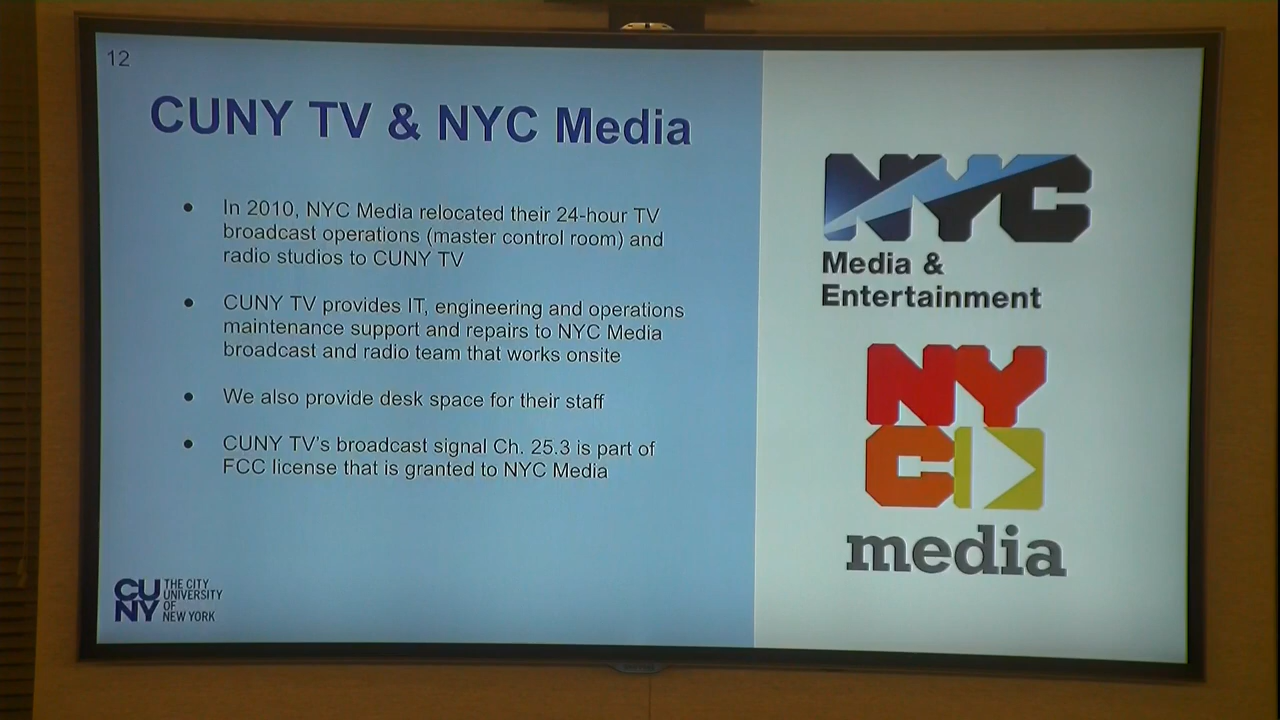 12
CUNY TV & NYC Media
● In 2010, NYC Media relocated their 24-hour TV
broadcast operations (master control room) and
radio studios to CUNY TV
● CUNY TV provides IT, engineering and operations
maintenance support and repairs to NYC Media
broadcast and radio team that works onsite
● We also provide desk space for their staff
● CUNY TV's broadcast signal Ch. 25.3 is part of
FCC license that is granted to NYC Media
CU
NY
THE CITY
UNIVERSITY
OF
NEW YORK
NYC
Media &
Entertainment
NY
C
media